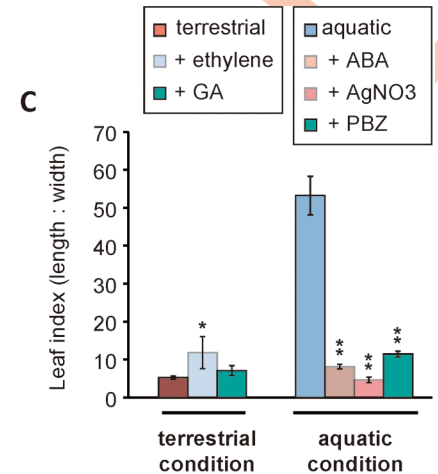 terrestrial
+ ethylene
+ GA
aquatic
+ ABA
+ AgNO3
+ PBZ
C
Leaf index (length : width)
70
60
50
40
30
20
10
0
*
**
**
**
terrestrial
condition
aquatic
condition